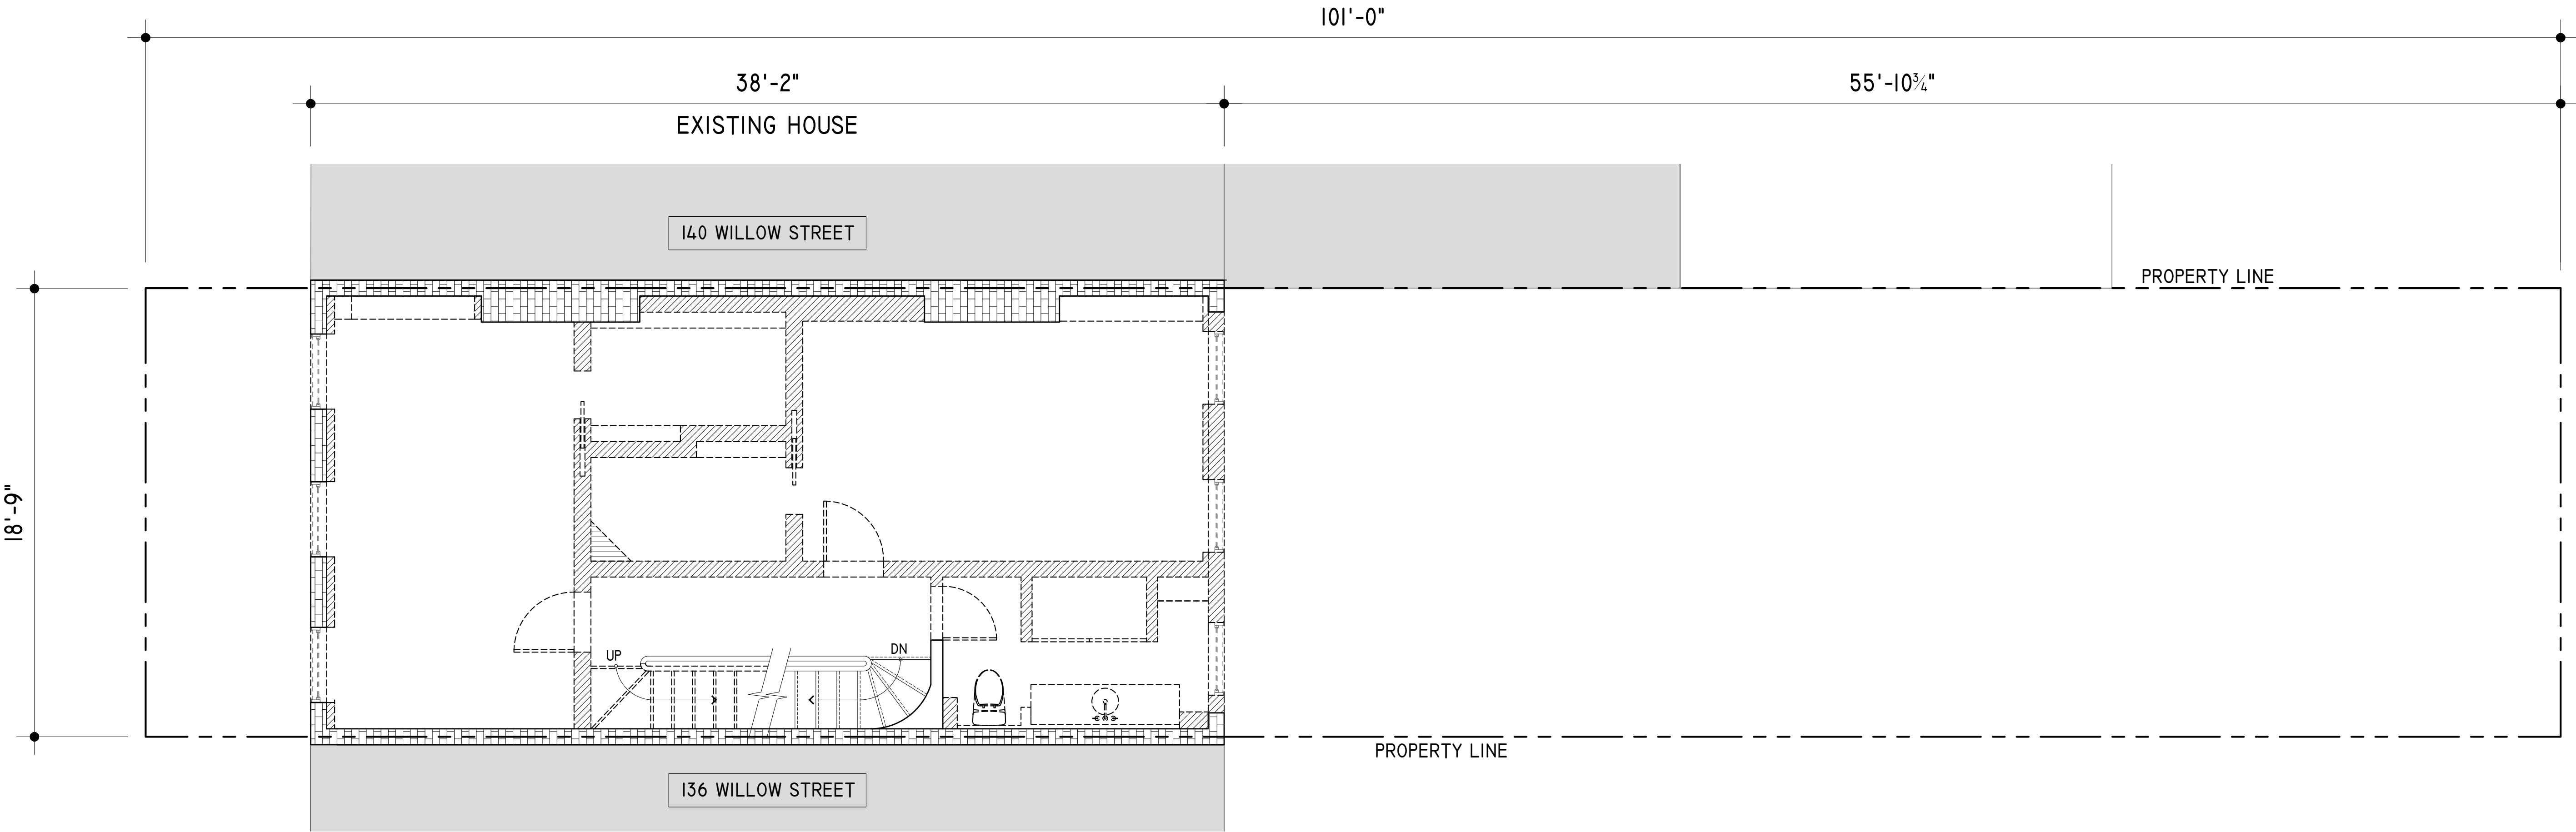 101'-0"
38'-2"
55'-10¾"
EXISTING HOUSE
140 WILLOW STREET
PROPERTY LINE
18'-9"
UP
DN
PROPERTY LINE
136 WILLOW STREET